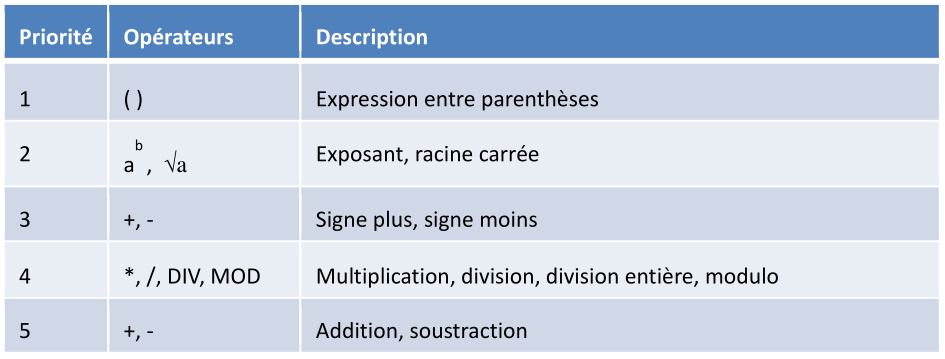 Priorité Opérateurs Description
1 ( ) Expression entre parenthèses
2 aᵇ , √a Exposant, racine carrée
3 +, - Signe plus, signe moins
4 *, /, DIV, MOD Multiplication, division, division entière, modulo
5 +, - Addition, soustraction